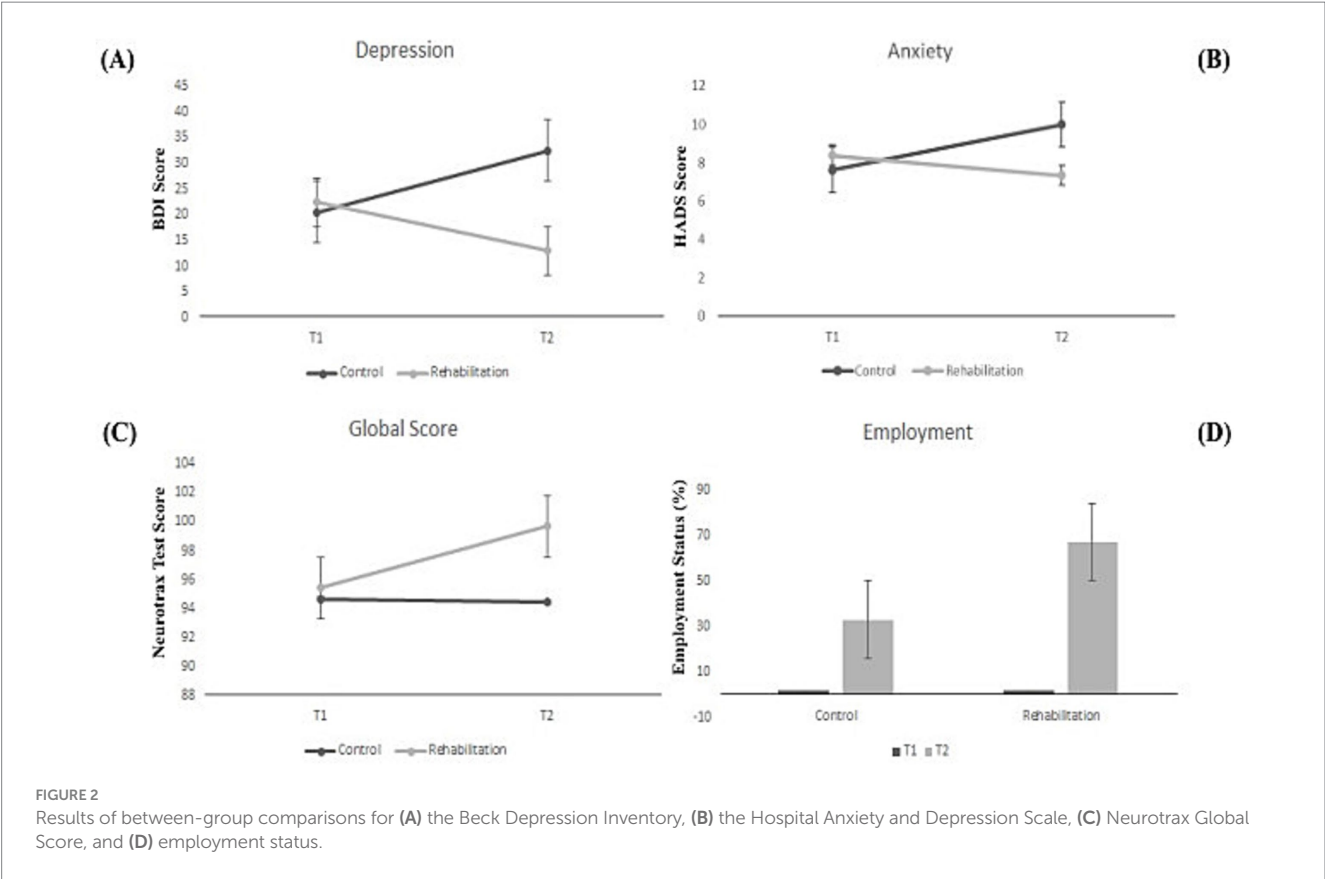 (A)
Depression
BDI Score
45
40
35
30
25
20
15
10
5
0
T1
T2
Control
Rehabilitation
Anxiety
(B)
HADS Score
12
10
8
6
4
2
0
T1
T2
Control
Rehabilitation
(C)
Global Score
Neurotrax Test Score
104
102
100
98
96
94
92
90
88
T1
T2
Control
Rehabilitation
Employment
(D)
Employment Status (%)
90
70
50
30
10
-10
Control
Rehabilitation
T1 T2
FIGURE 2
Results of between-group comparisons for (A) the Beck Depression Inventory, (B) the Hospital Anxiety and Depression Scale, (C) Neurotrax Global
Score, and (D) employment status.